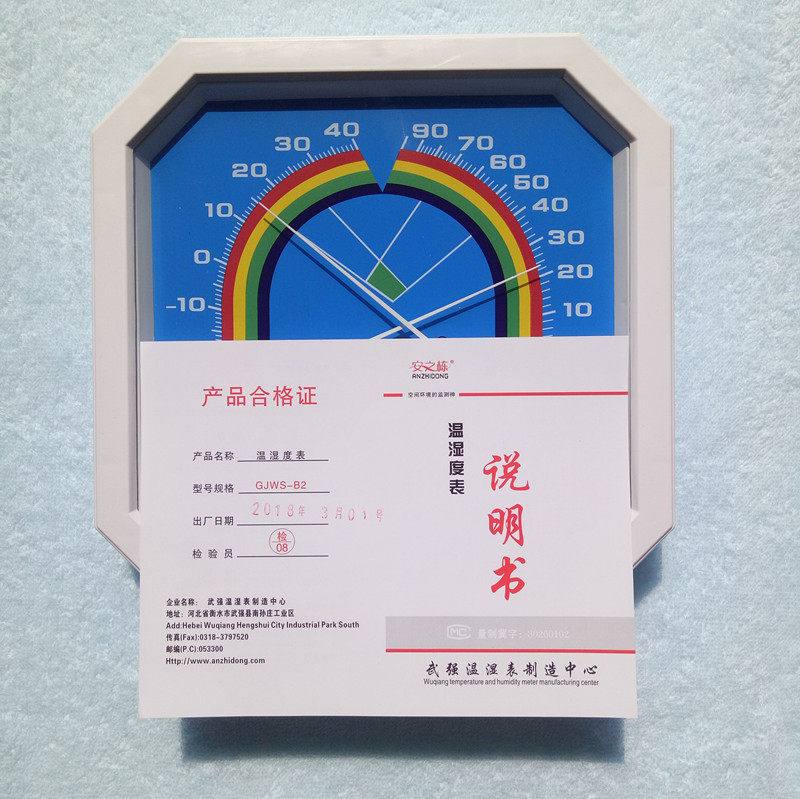 40
30
20
10
0
-10
90
70
60
50
40
30
20
10
产品合格证
产品名称 温湿度表
型号规格 GJWS-B2
出厂日期 2018年 3月01号
检验员 检 08
企业名称: 武强温湿表制造中心
地址: 河北省衡水市武强县南孙庄工业区
Add:Hebei Wuqiang Hengshui City Industrial Park South
传真(Fax):0318-3797520
邮编(P.C):053300
Http://www.anzhidong.com
安之栋®
ANZHIDONG
空间环境的监测神
温湿度表
说明书
MC 量制冀字: 30260102
武强温湿表制造中心
Wuqiang temperature and humidity meter manufacturing center